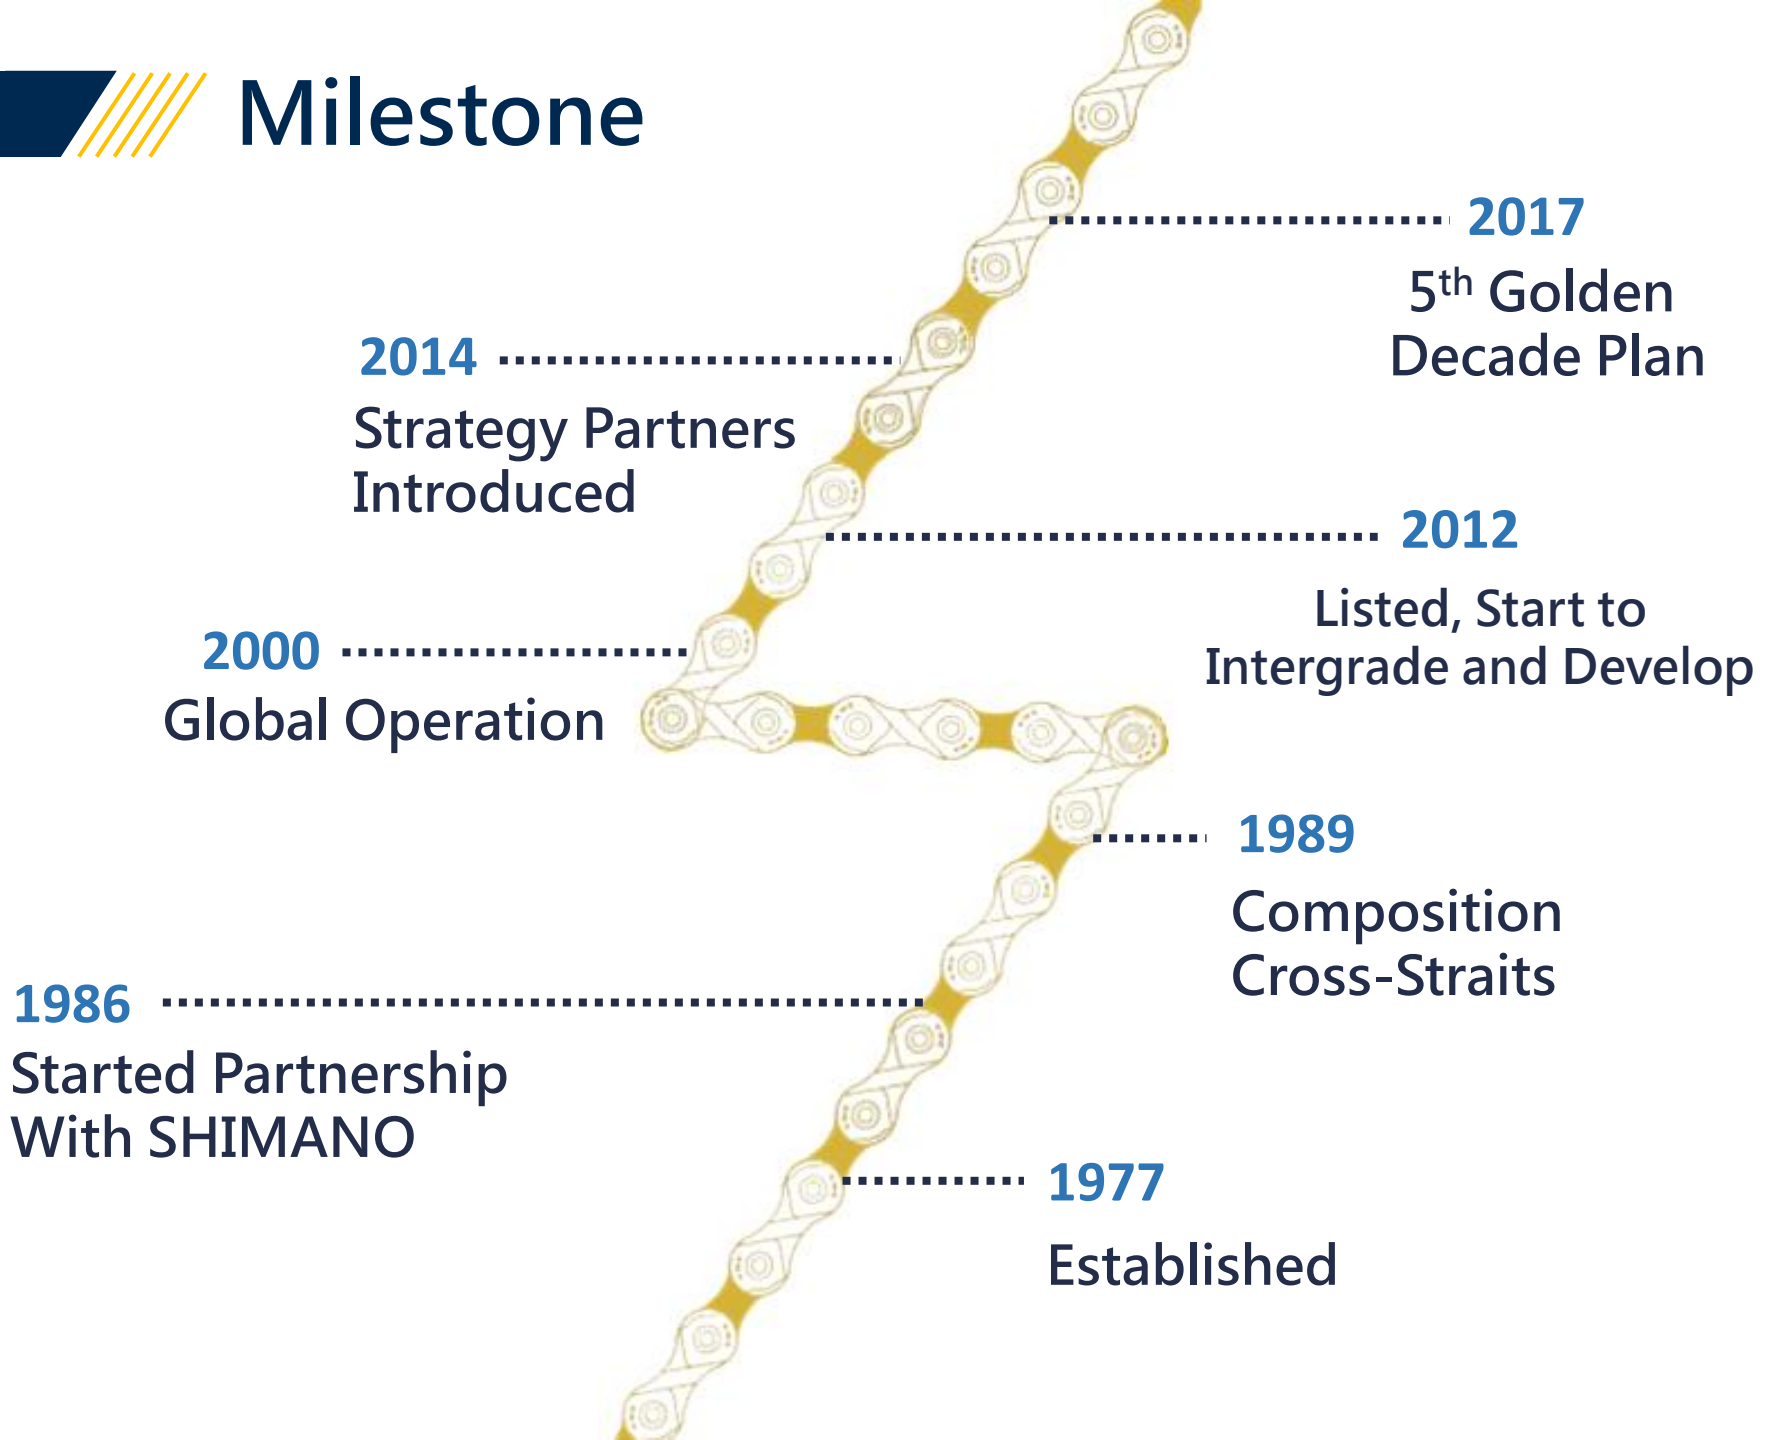 Milestone
2017
5th Golden
Decade Plan
2014
Strategy Partners
Introduced
2012
Listed, Start to
Intergrade and Develop
2000
Global Operation
1989
Composition
Cross-Straits
1986
Started Partnership
With SHIMANO
1977
Established